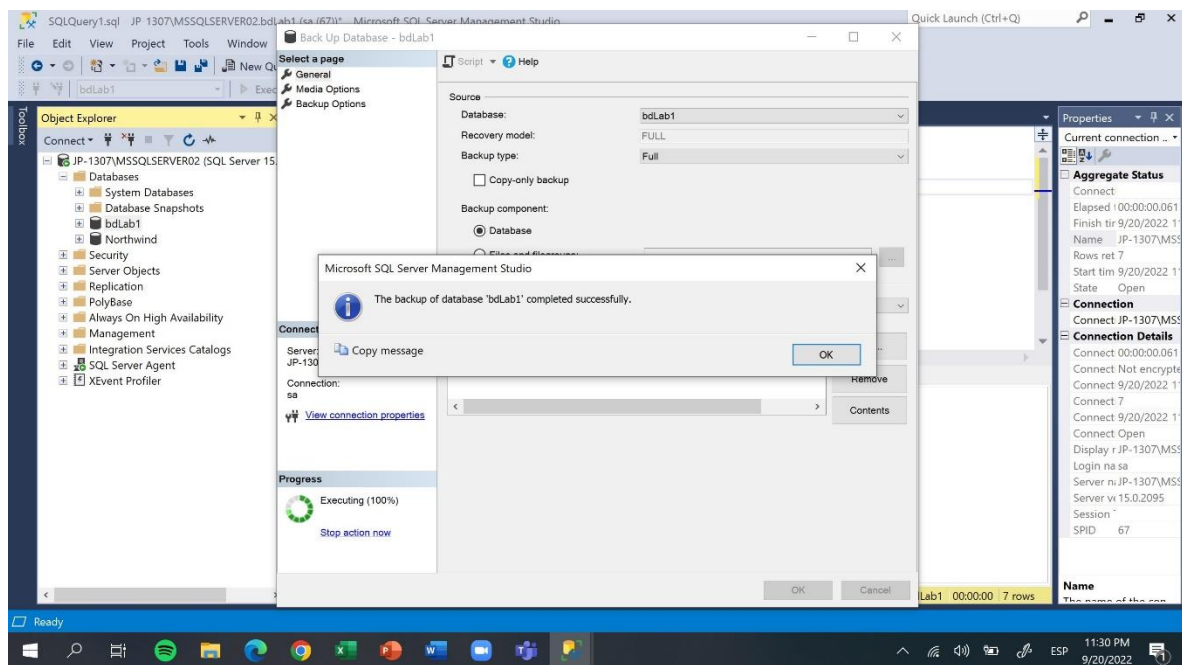 SQLQuery1.sql JP 1307\MSSQLSERVER02.bdLab1 (sa (67))* Microsoft SQL Server Management Studio
Quick Launch (Ctrl+Q)
File Edit View Project Tools Window
New Qu
bdLab1
Exec
Toolbox
Object Explorer
Connect
JP-1307\MSSQLSERVER02 (SQL Server 15.
Databases
System Databases
Database Snapshots
bdLab1
Northwind
Security
Server Objects
Replication
PolyBase
Always On High Availability
Management
Integration Services Catalogs
SQL Server Agent
XEvent Profiler
Back Up Database - bdLab1
Select a page
General
Media Options
Backup Options
Script Help
Source
Database: bdLab1
Recovery model: FULL
Backup type: Full
Copy-only backup
Backup component:
Database
Microsoft SQL Server Management Studio
The backup of database 'bdLab1' completed successfully.
Copy message
OK
Connect
Server:
JP-130
Connection:
sa
View connection properties
Remove
Contents
Progress
Executing (100%)
Stop action now
OK Cancel
Properties
Current connection ..
Aggregate Status
Connect
Elapsed t 00:00:00.061
Finish tir 9/20/2022 1
Name JP-1307\MSS
Rows ret 7
Start tim 9/20/2022 1
State Open
Connection
Connect JP-1307\MSS
Connection Details
Connect 00:00:00.061
Connect Not encrypte
Connect 9/20/2022 1
Connect 7
Connect 9/20/2022 1
Connect Open
Display r JP-1307\MSS
Login na sa
Server n JP-1307\MSS
Server ve 15.0.2095
Session
SPID 67
Name
Lab1 00:00:00 7 rows
Ready
ESP
11:30 PM
9/20/2022